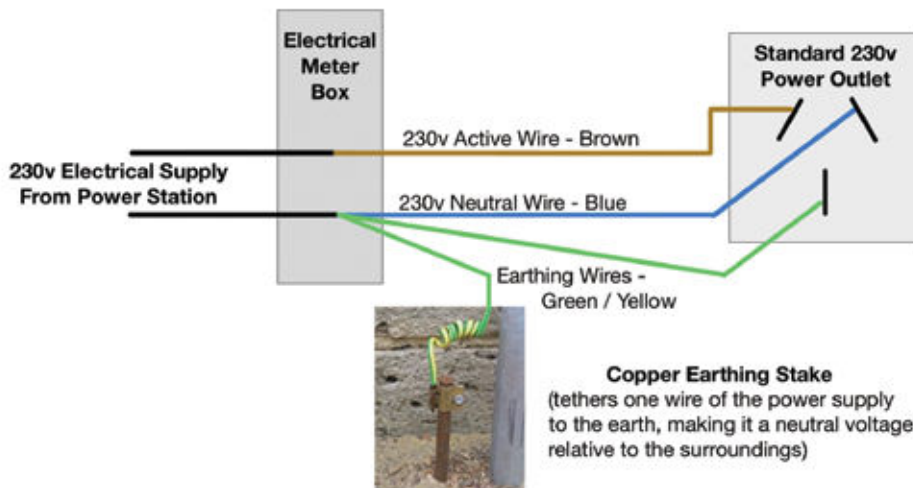 Electrical
Meter
Box
Standard 230v
Power Outlet
230v Active Wire - Brown
230v Electrical Supply
From Power Station
230v Neutral Wire - Blue
Earthing Wires -
Green / Yellow
Copper Earthing Stake
(tethers one wire of the power supply
to the earth, making it a neutral voltage
relative to the surroundings)